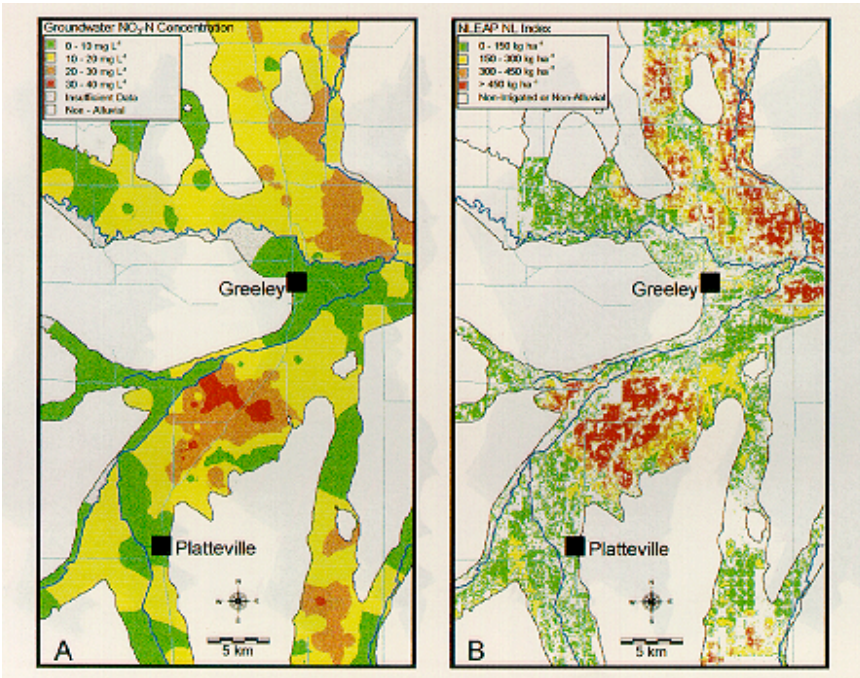 Groundwater NO3-N Concentration
0 - 10 mg L-1
10 - 20 mg L-1
20 - 30 mg L-1
30 - 40 mg L-1
Insufficient Data
Non - Alluvial
Greeley
Platteville
N
W E
S
5 km
A
NLEAP NL Index
0 - 150 kg ha-1
150 - 300 kg ha-1
300 - 450 kg ha-1
> 450 kg ha-1
Non-Irrigated or Non-Alluvial
Greeley
Platteville
N
W E
S
5 km
B